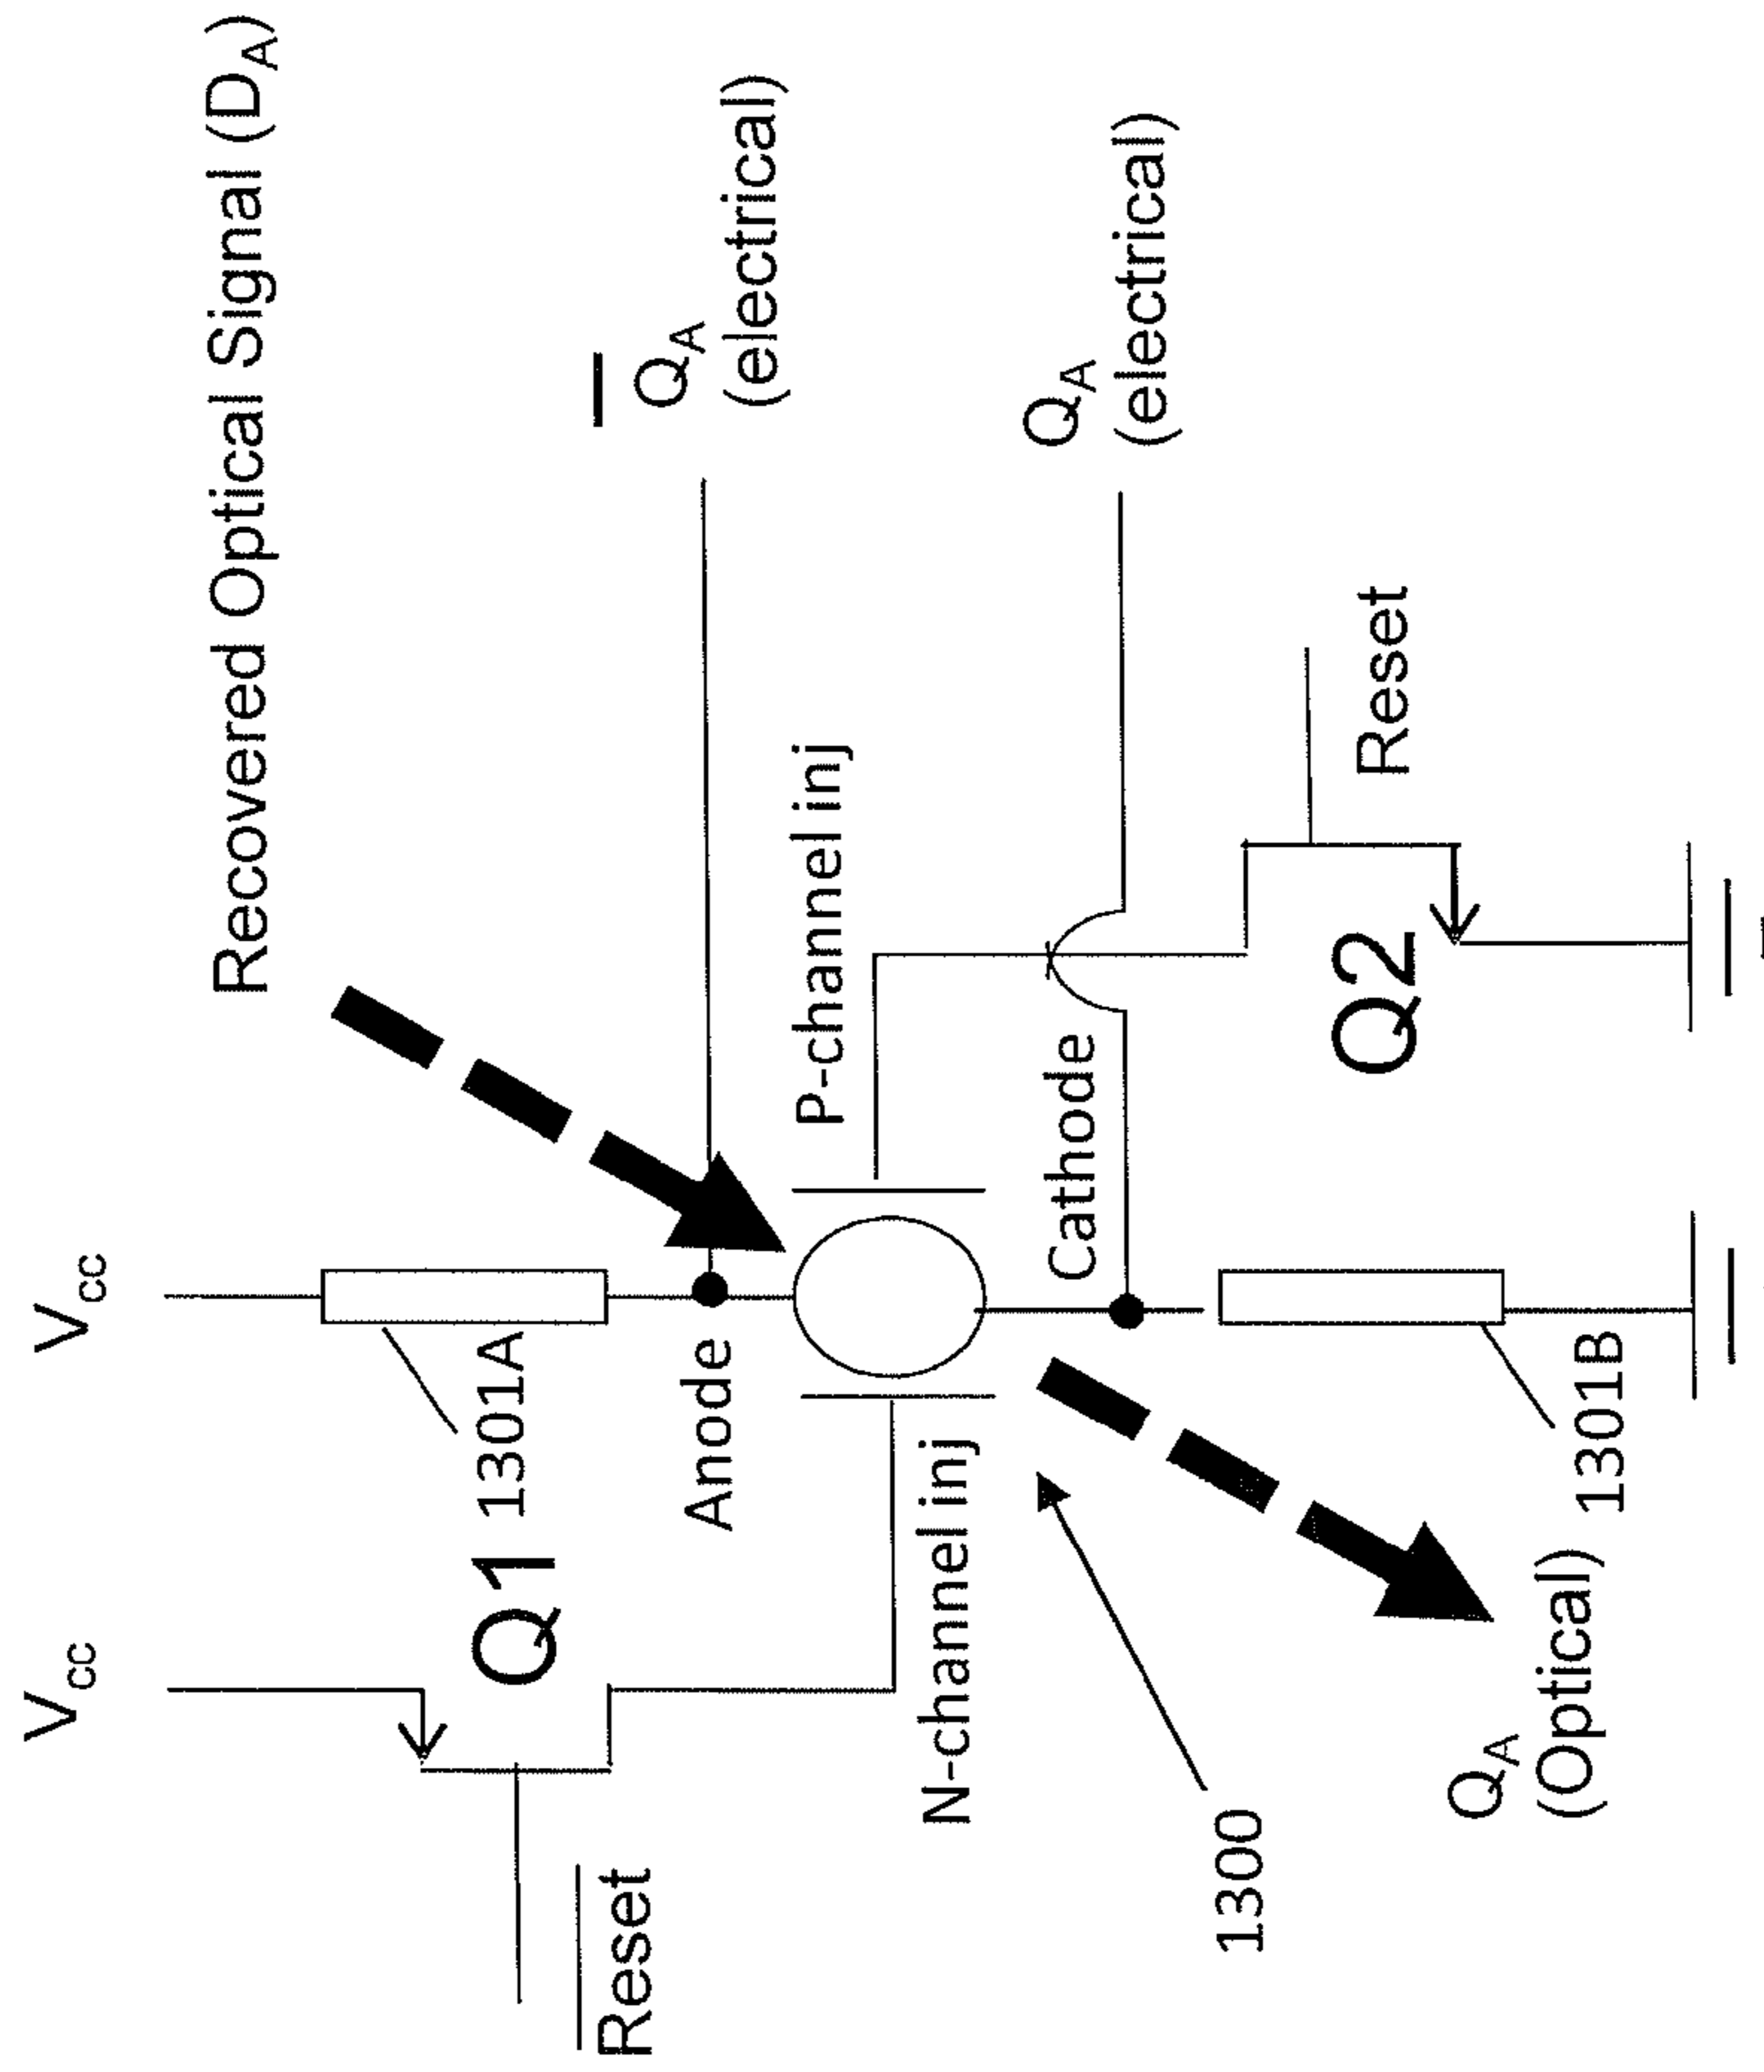 Recovered Optical Signal (D_A)
V_cc
V_cc
1301A
Q1
Anode
Q̅_A
(electrical)
R̅e̅s̅e̅t̅
P-channel inj
N-channel inj
Cathode
Q_A
(electrical)
1300
Q2
Reset
Q_A
(Optical)
1301B